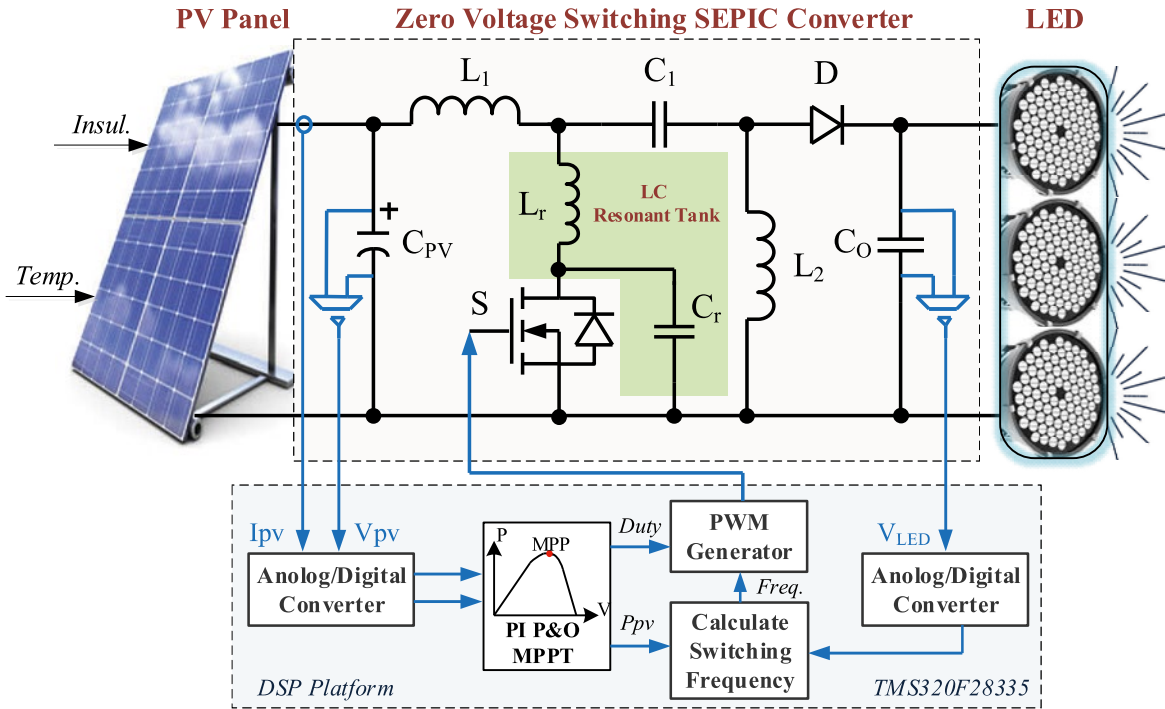 PV Panel
Zero Voltage Switching SEPIC Converter
LED
L1
C1
D
Insul.
LC
Resonant Tank
Lr
+
CPV
L2
CO
Temp.
S
Cr
Ipv
Vpv
VLED
Anolog/Digital
Converter
P
MPP
V
PI P&O
MPPT
Duty
Ppv
PWM
Generator
Freq.
Calculate
Switching
Frequency
Anolog/Digital
Converter
DSP Platform
TMS320F28335